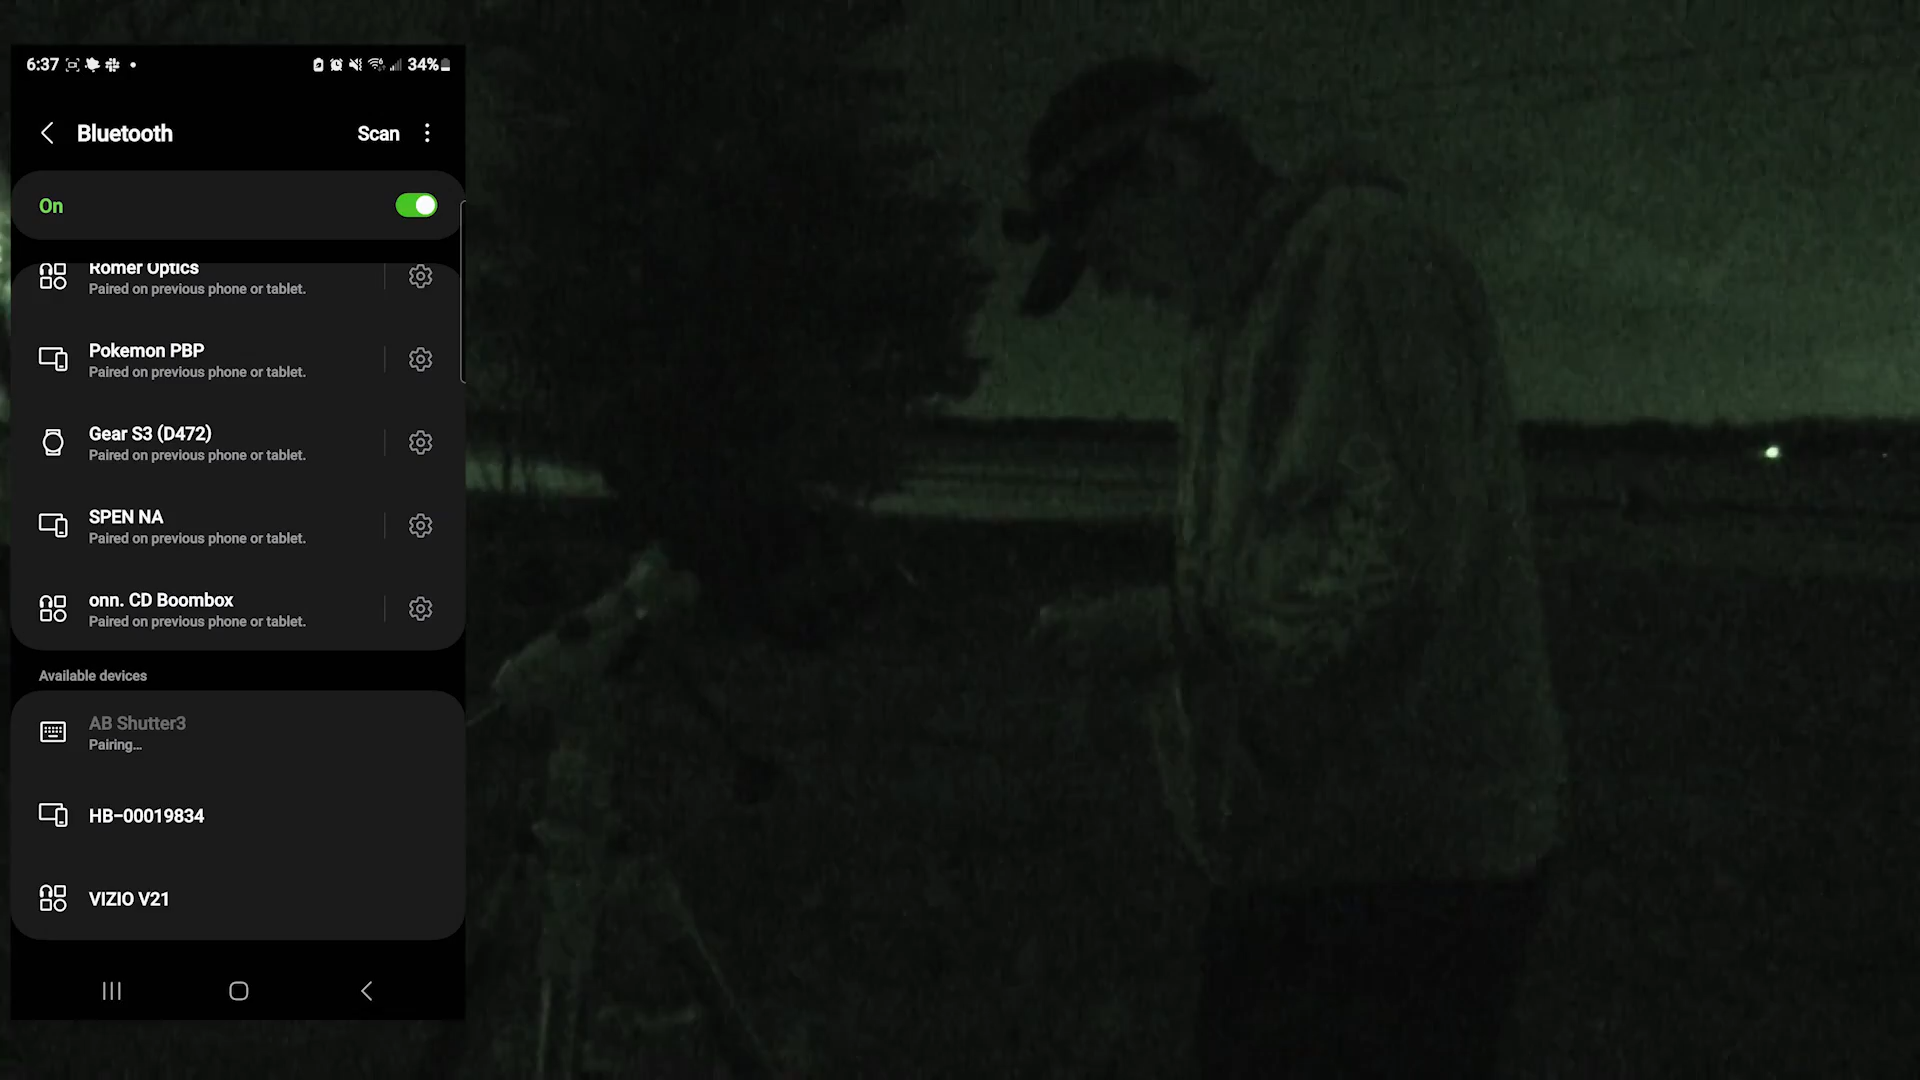 6:37
34%
Bluetooth
Scan
On
Romer Optics
Paired on previous phone or tablet.
Pokemon PBP
Paired on previous phone or tablet.
Gear S3 (D472)
Paired on previous phone or tablet.
SPEN NA
Paired on previous phone or tablet.
onn. CD Boombox
Paired on previous phone or tablet.
Available devices
AB Shutter3
Pairing...
HB-00019834
VIZIO V21